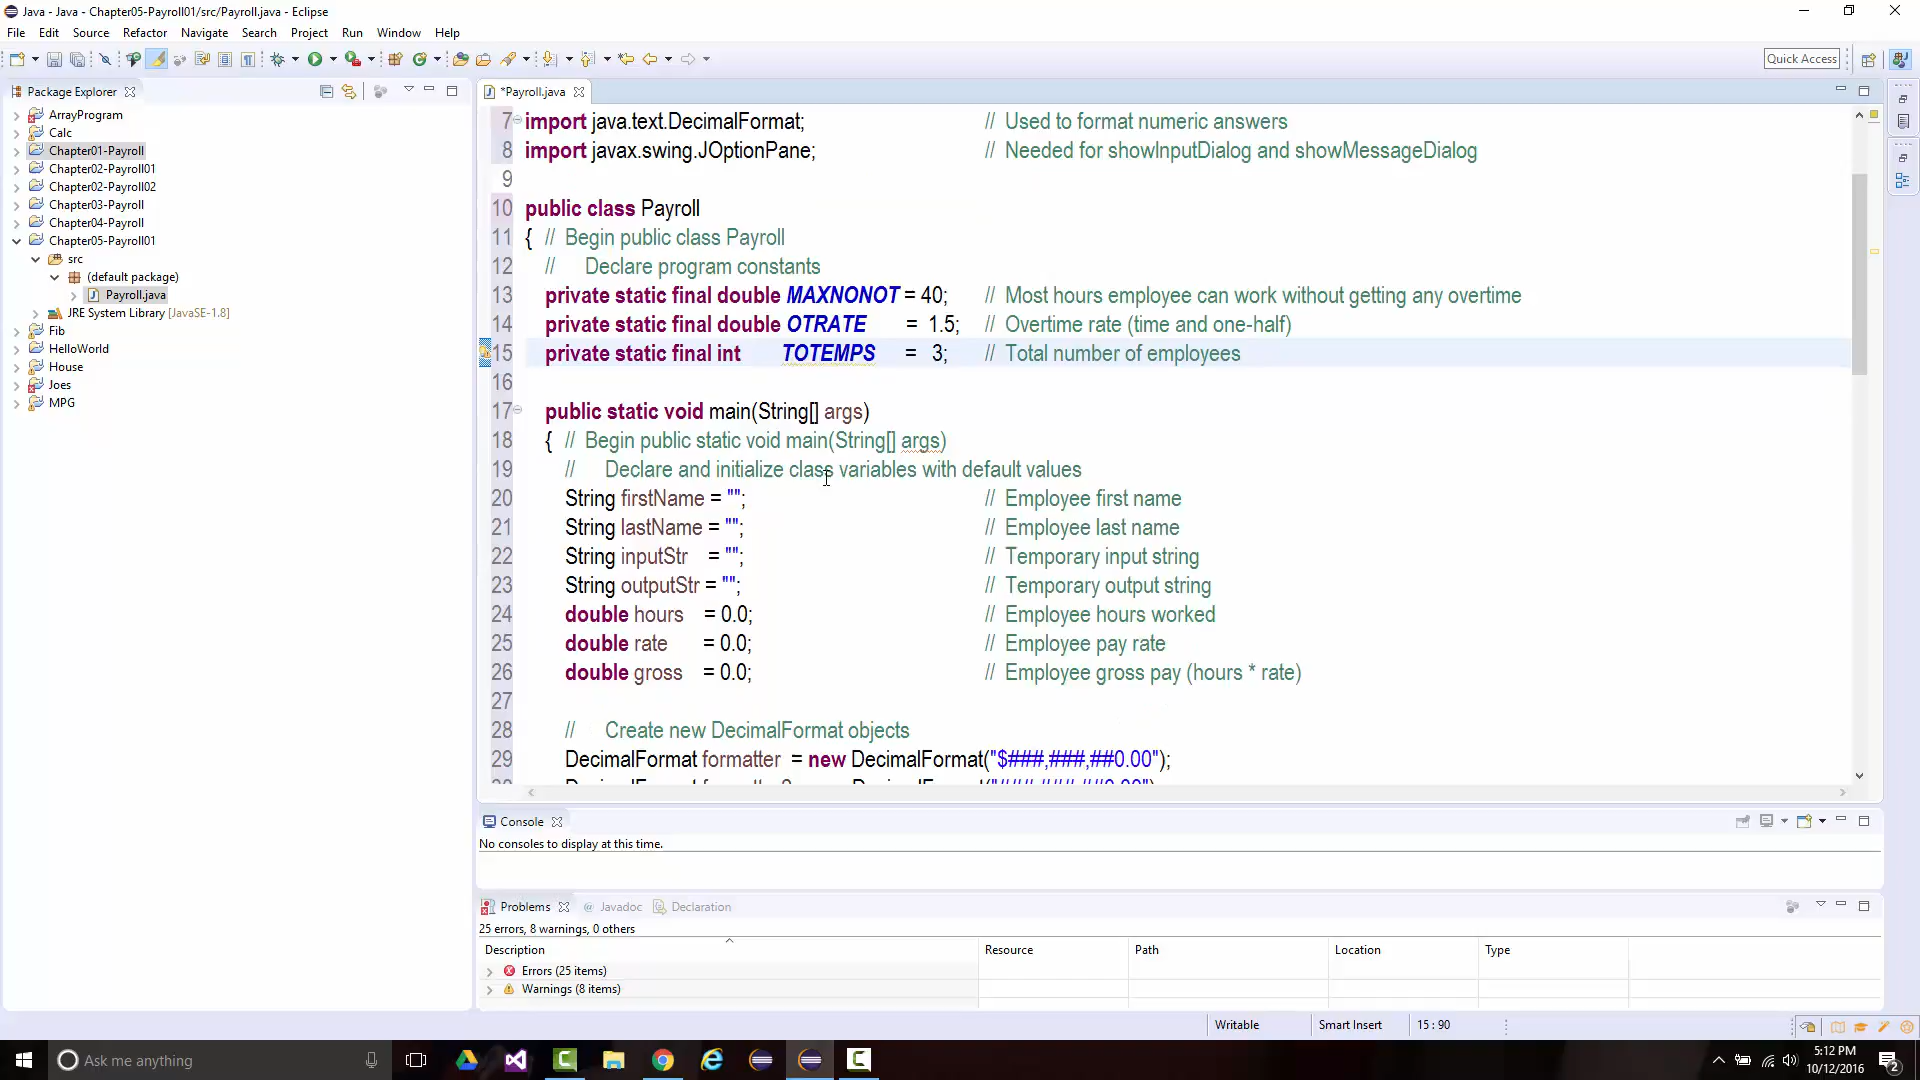 Java - Java - Chapter05-Payroll01/src/Payroll.java - Eclipse
File Edit Source Refactor Navigate Search Project Run Window Help
Quick Access
Package Explorer
ArrayProgram
Calc
Chapter01-Payroll
Chapter02-Payroll01
Chapter02-Payroll02
Chapter03-Payroll
Chapter04-Payroll
Chapter05-Payroll01
src
(default package)
Payroll.java
JRE System Library [JavaSE-1.8]
Fib
HelloWorld
House
Joes
MPG
*Payroll.java
7 import java.text.DecimalFormat; // Used to format numeric answers
8 import javax.swing.JOptionPane; // Needed for showInputDialog and showMessageDialog
9
10 public class Payroll
11 { // Begin public class Payroll
12 // Declare program constants
13 private static final double MAXNONOT = 40; // Most hours employee can work without getting any overtime
14 private static final double OTRATE = 1.5; // Overtime rate (time and one-half)
15 private static final int TOTEMPS = 3; // Total number of employees
16
17 public static void main(String[] args)
18 { // Begin public static void main(String[] args)
19 // Declare and initialize class variables with default values
20 String firstName = ""; // Employee first name
21 String lastName = ""; // Employee last name
22 String inputStr = ""; // Temporary input string
23 String outputStr = ""; // Temporary output string
24 double hours = 0.0; // Employee hours worked
25 double rate = 0.0; // Employee pay rate
26 double gross = 0.0; // Employee gross pay (hours * rate)
27
28 // Create new DecimalFormat objects
29 DecimalFormat formatter = new DecimalFormat("$###,###,##0.00");
Console
No consoles to display at this time.
Problems Javadoc Declaration
25 errors, 8 warnings, 0 others
Description Resource Path Location Type
Errors (25 items)
Warnings (8 items)
Writable Smart Insert 15 : 90
Ask me anything
5:12 PM
10/12/2016
2